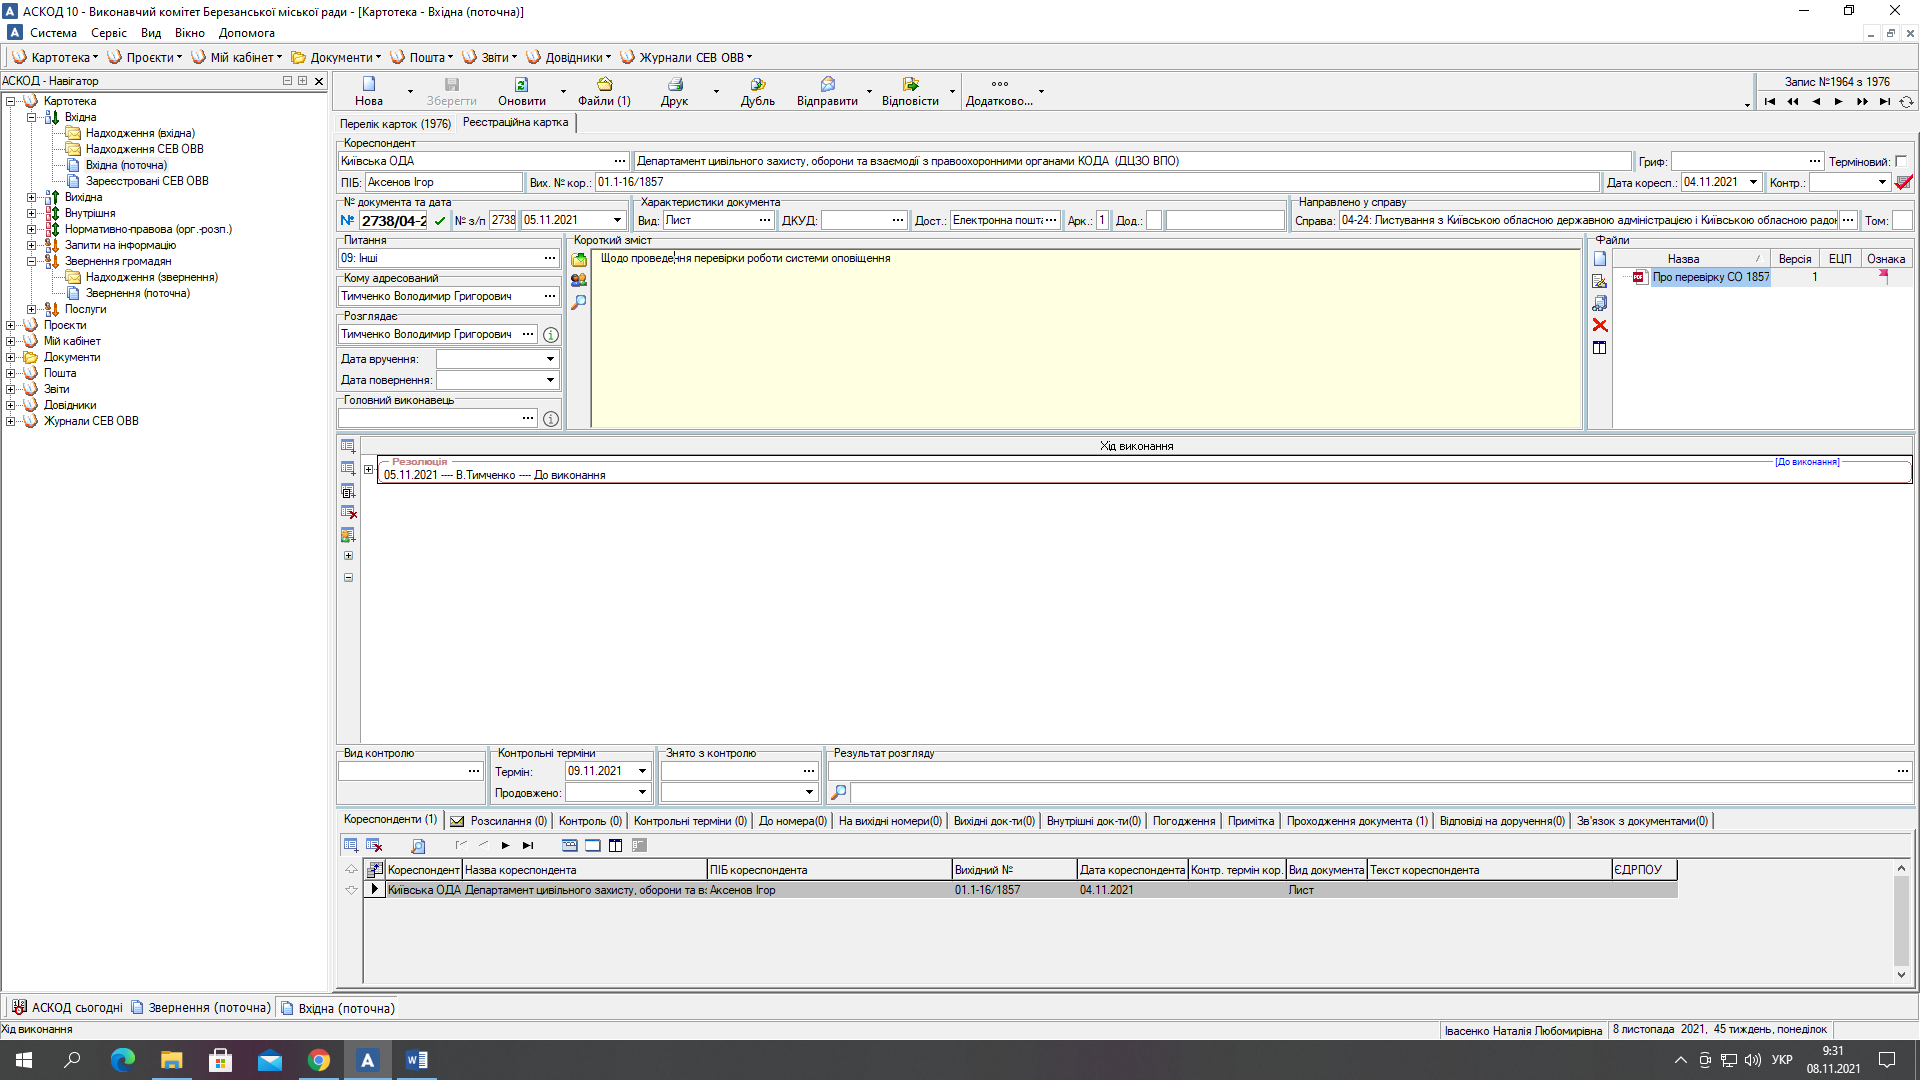 АСКОД 10 - Виконавчий комітет Березанської міської ради - [Картотека - Вхідна (поточна)]
Система Сервіс Вид Вікно Допомога
Картотека Проєкти Мій кабінет Документи Пошта Звіти Довідники Журнали СЕВ ОВВ
АСКОД - Навігатор
Картотека
Вхідна
Надходження (вхідна)
Надходження СЕВ ОВВ
Вхідна (поточна)
Зареєстровані СЕВ ОВВ
Вихідна
Внутрішня
Нормативно-правова (орг.-розп.)
Запити на інформацію
Звернення громадян
Надходження (звернення)
Звернення (поточна)
Послуги
Проєкти
Мій кабінет
Документи
Пошта
Звіти
Довідники
Журнали СЕВ ОВВ
Нова Зберегти Оновити Файли (1) Друк Дубль Відправити Відповісти Додатково...
Запис №1964 з 1976
Перелік карток (1976) Реєстраційна картка
Кореспондент
Київська ОДА ... Департамент цивільного захисту, оборони та взаємодії з правоохоронними органами КОДА (ДЦЗО ВПО) Гриф: ... Терміновий:
ПІБ: Аксенов Ігор Вих. № кор.: 01.1-16/1857 Дата коресп.: 04.11.2021 Контр.:
№ документа та дата Характеристики документа Направлено у справу
№ 2738/04-2 № з/п 2738 05.11.2021 Вид: Лист ... ДКУД: ... Дост.: Електронна пошта ... Арк.: 1 Дод.: Справа: 04-24: Листування з Київською обласною державною адміністрацією і Київською обласною радою ... Том:
Питання
09: Інші ...
Кому адресований
Тимченко Володимир Григорович ...
Розглядає
Тимченко Володимир Григорович ...
Дата вручення:
Дата повернення:
Головний виконавець
...
Короткий зміст
Щодо проведення перевірки роботи системи оповіщення
Файли
Назва Версія ЕЦП Ознака
Про перевірку СО 1857 1
Хід виконання
Резолюція [До виконання]
05.11.2021 ---- В.Тимченко ---- До виконання
Вид контролю Контрольні терміни Знято з контролю Результат розгляду
Термін: 09.11.2021
Продовжено:
Кореспонденти (1) Розсилання (0) Контроль (0) Контрольні терміни (0) До номера(0) На вихідні номери(0) Вихідні док-ти(0) Внутрішні док-ти(0) Погодження Примітка Проходження документа (1) Відповіді на доручення(0) Зв'язок з документами(0)
Кореспондент Назва кореспондента ПІБ кореспондента Вихідний № Дата кореспондента Контр. термін кор. Вид документа Текст кореспондента ЄДРПОУ
Київська ОДА Департамент цивільного захисту, оборони та вз Аксенов Ігор 01.1-16/1857 04.11.2021 Лист
АСКОД сьогодні Звернення (поточна) Вхідна (поточна)
Хід виконання Івасенко Наталія Любомирівна 8 листопада 2021, 45 тиждень, понеділок
УКР 9:31
08.11.2021